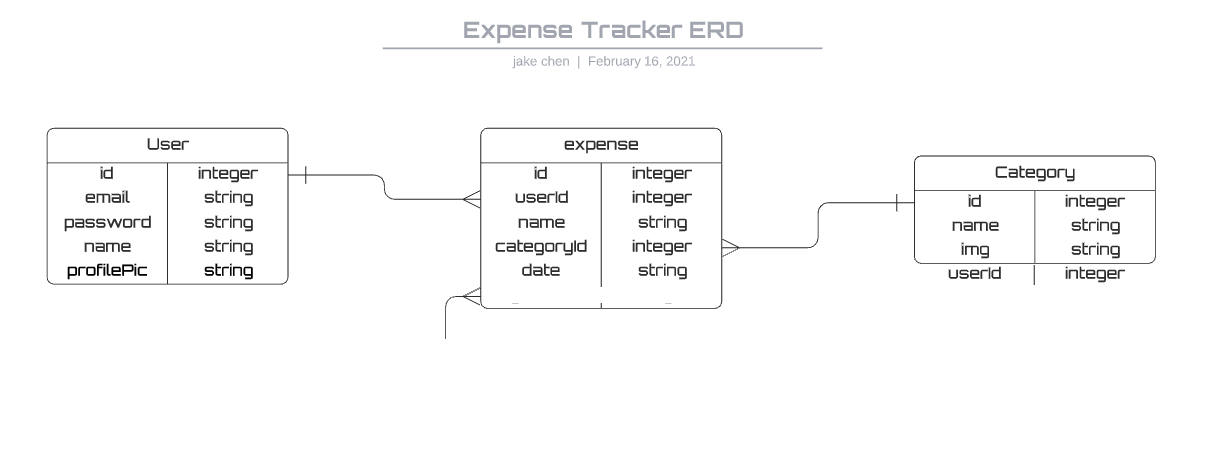 Expense Tracker ERD
jake chen | February 16, 2021
User
id integer
email string
password string
name string
profilePic string
expense
id integer
userId integer
name string
categoryId integer
date string
Category
id integer
name string
img string
userId integer